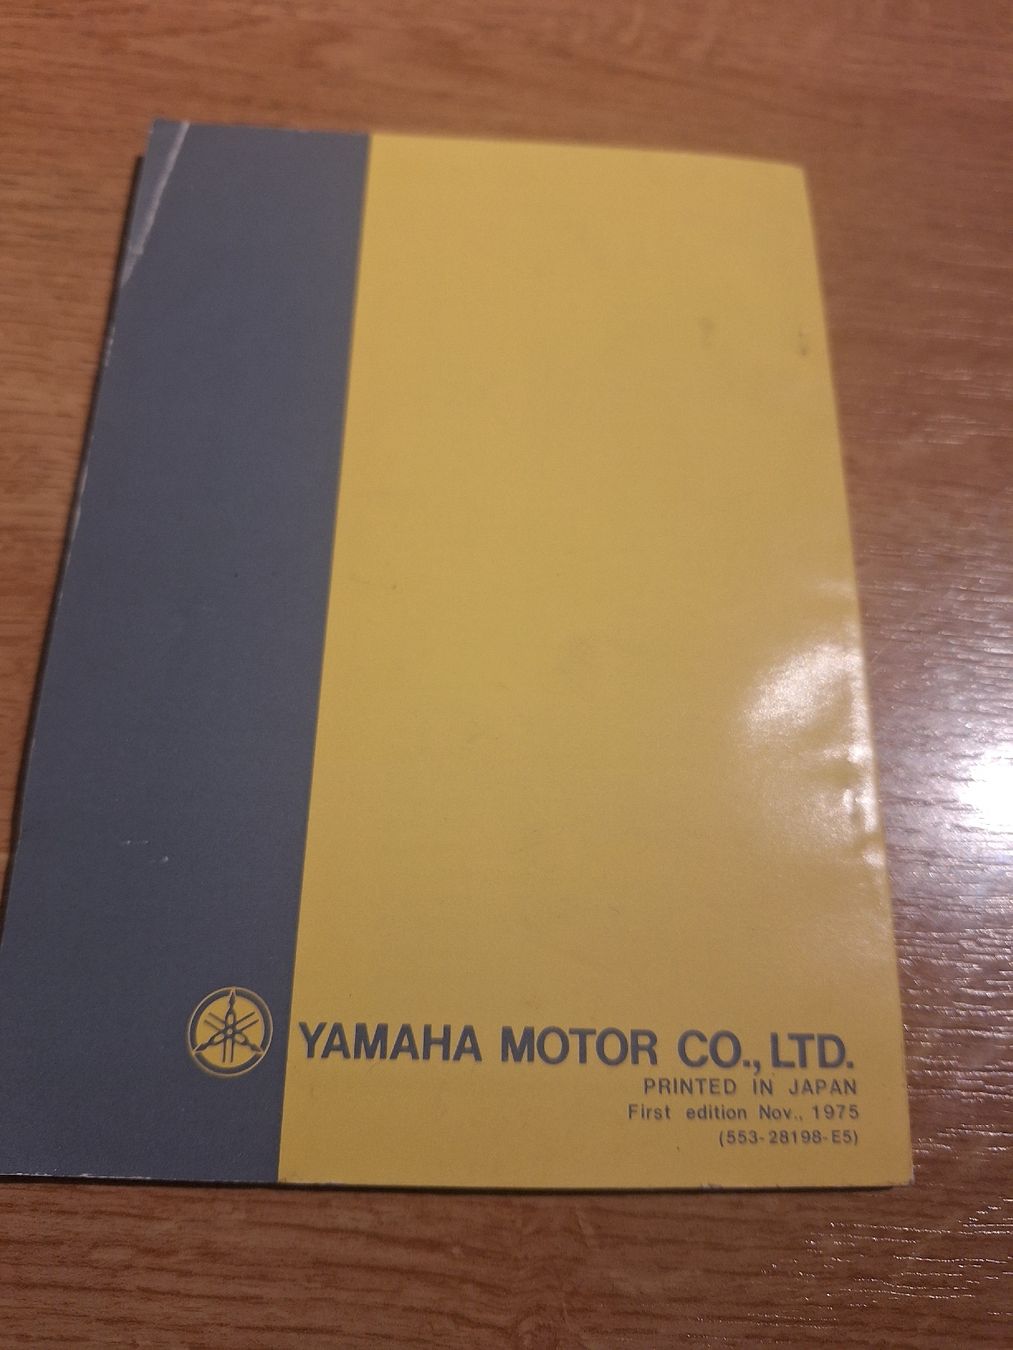 YAMAHA MOTOR CO., LTD.
PRINTED IN JAPAN
First edition Nov., 1975
(553-28198-E5)